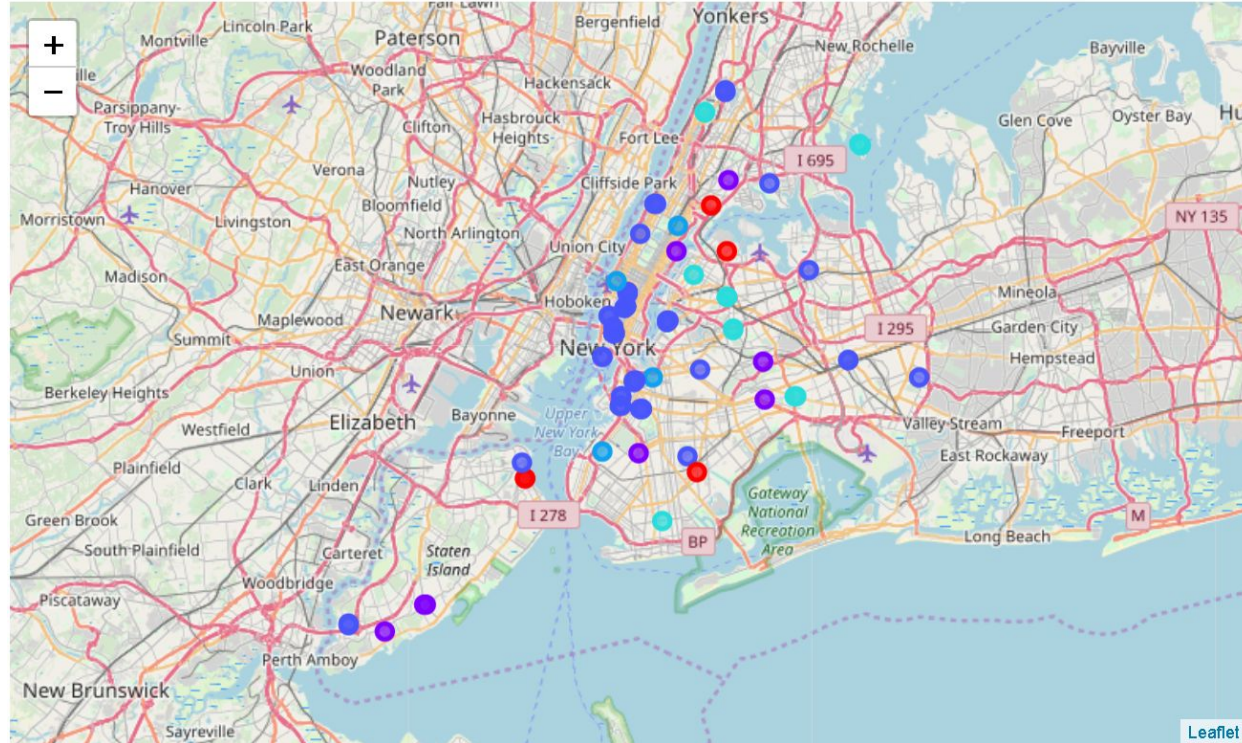 Fair Lawn
Lincoln Park
Bergenfield
Yonkers
+
Montville
Paterson
New Rochelle
Bayville
ville
Woodland
Park
Hackensack
−
Parsippany-
Troy Hills
Clifton
Hasbrouck
Heights
Fort Lee
Glen Cove
Oyster Bay
Hu
I 695
Verona
Nutley
Cliffside Park
Hanover
Bloomfield
Morristown
Livingston
North Arlington
Union City
NY 135
East Orange
Madison
Hoboken
Mineola
Maplewood
Newark
I 295
Garden City
Summit
New York
Hempstead
Union
Berkeley Heights
Elizabeth
Bayonne
Upper
New York
Bay
Valley Stream
Freeport
Westfield
East Rockaway
Plainfield
Clark
Linden
Gateway
National
Recreation
Area
Green Brook
I 278
M
South Plainfield
Carteret
Staten
Island
BP
Long Beach
Woodbridge
Piscataway
Perth Amboy
New Brunswick
Sayreville
Leaflet